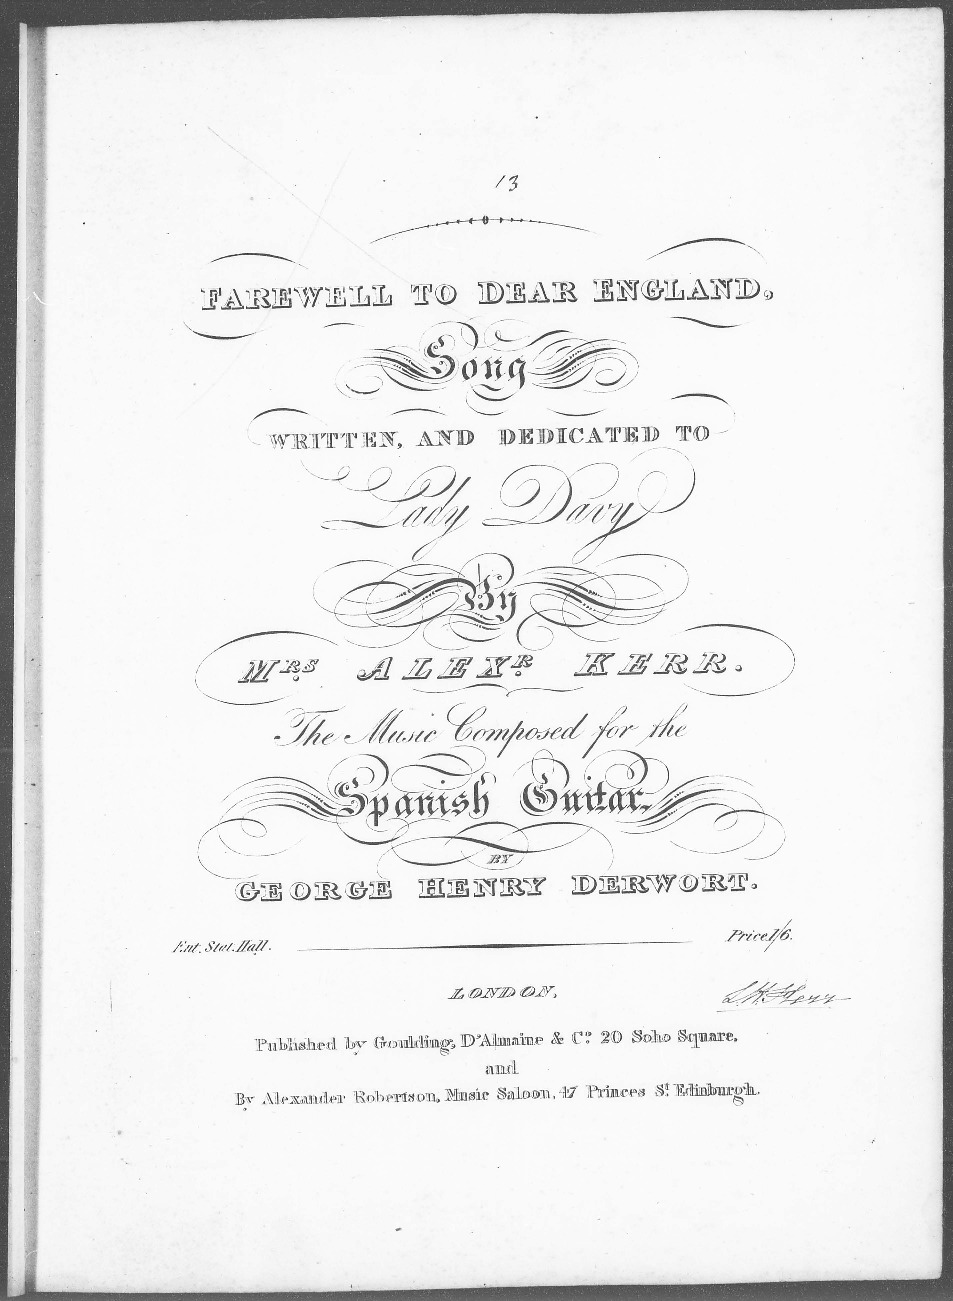 13
FAREWELL TO DEAR ENGLAND,
Song
WRITTEN, AND DEDICATED TO
Lady Davy
By
MRS ALEXR KERR.
The Music Composed for the
Spanish Guitar,
BY
GEORGE HENRY DERWORT.
Ent. Stat. Hall.
Price 1/6.
LONDON,
Published by Goulding, D'Almaine & Co. 20 Soho Square,
and
By Alexander Robertson, Music Saloon, 47 Princes St. Edinburgh.